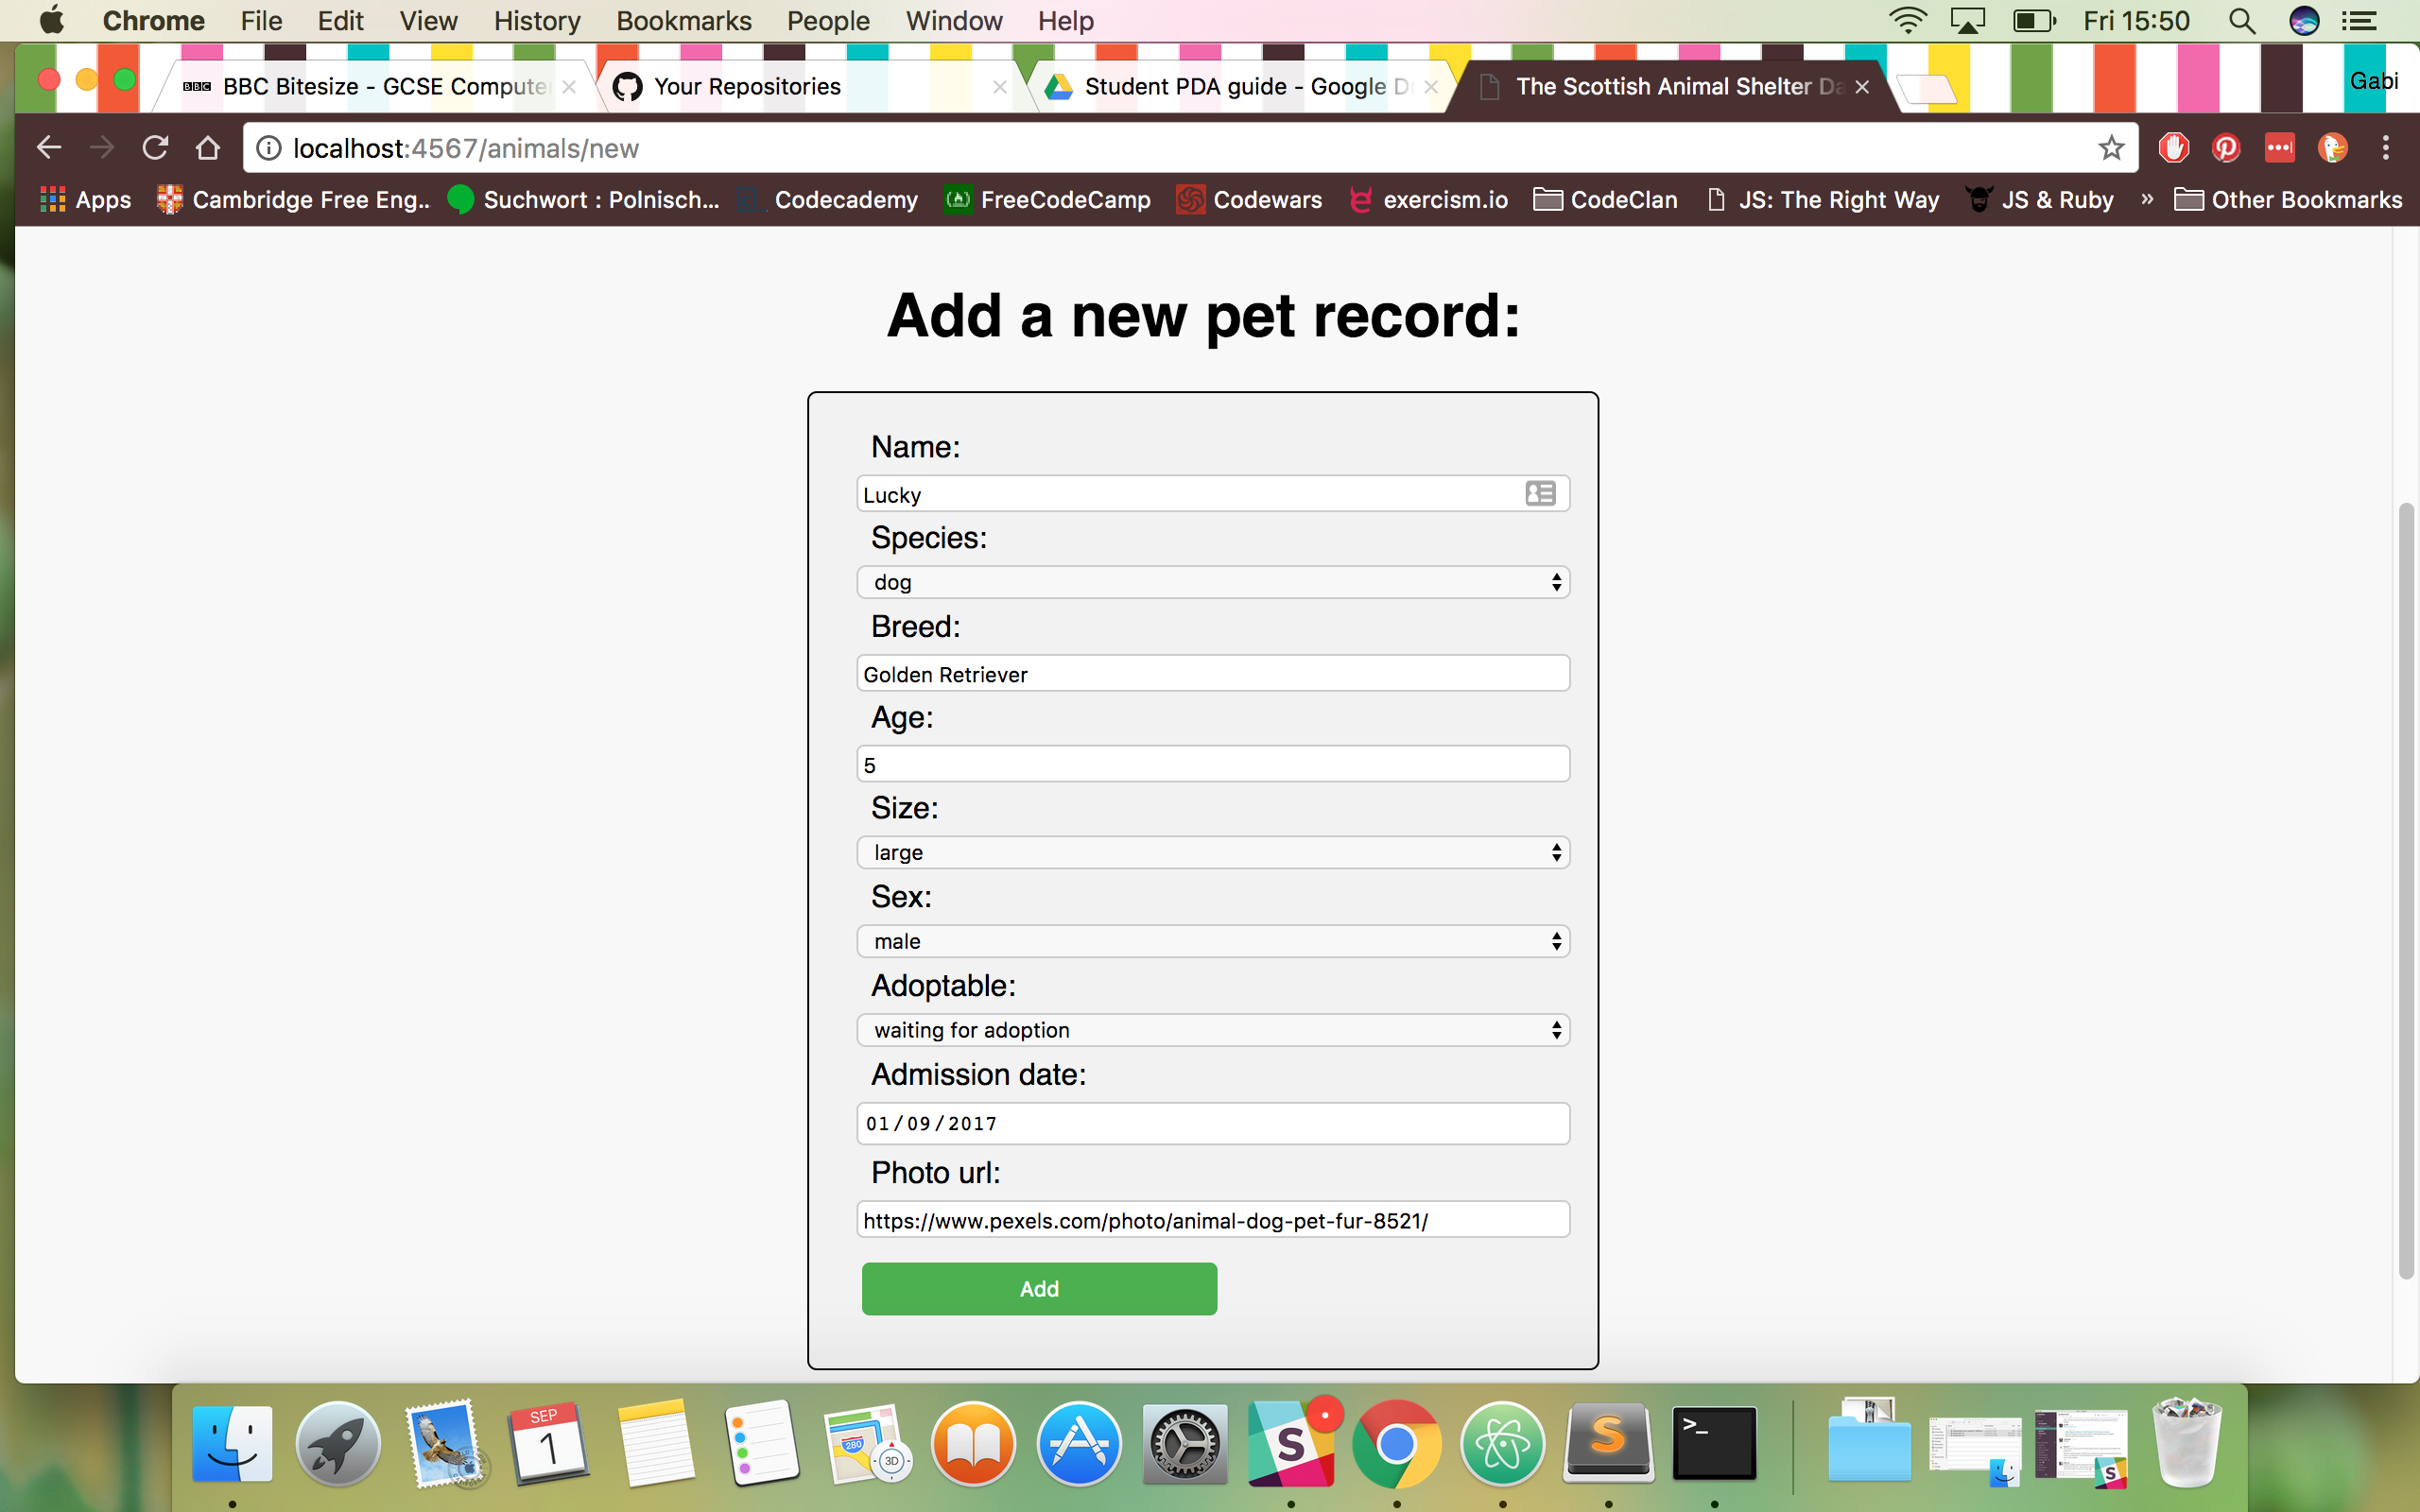 Chrome File Edit View History Bookmarks People Window Help Fri 15:50
BBC BBC Bitesize - GCSE Compute Your Repositories Student PDA guide - Google D The Scottish Animal Shelter Da Gabi
localhost:4567/animals/new
Apps Cambridge Free Eng.. Suchwort : Polnisch... Codecademy FreeCodeCamp Codewars exercism.io CodeClan JS: The Right Way JS & Ruby » Other Bookmarks
Add a new pet record:
Name:
Lucky
Species:
dog
Breed:
Golden Retriever
Age:
5
Size:
large
Sex:
male
Adoptable:
waiting for adoption
Admission date:
01/09/2017
Photo url:
https://www.pexels.com/photo/animal-dog-pet-fur-8521/
Add
SEP
1
280
3D
S
S
>_
S